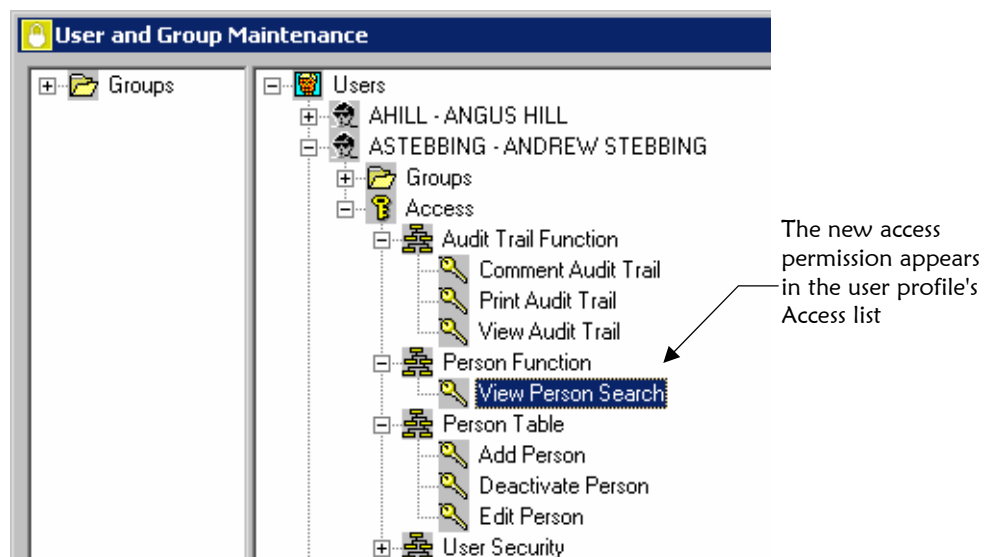 User and Group Maintenance
Groups
Users
AHILL - ANGUS HILL
ASTEBBING - ANDREW STEBBING
Groups
Access
Audit Trail Function
Comment Audit Trail
Print Audit Trail
View Audit Trail
Person Function
View Person Search
Person Table
Add Person
Deactivate Person
Edit Person
User Security
The new access
permission appears
in the user profile's
Access list